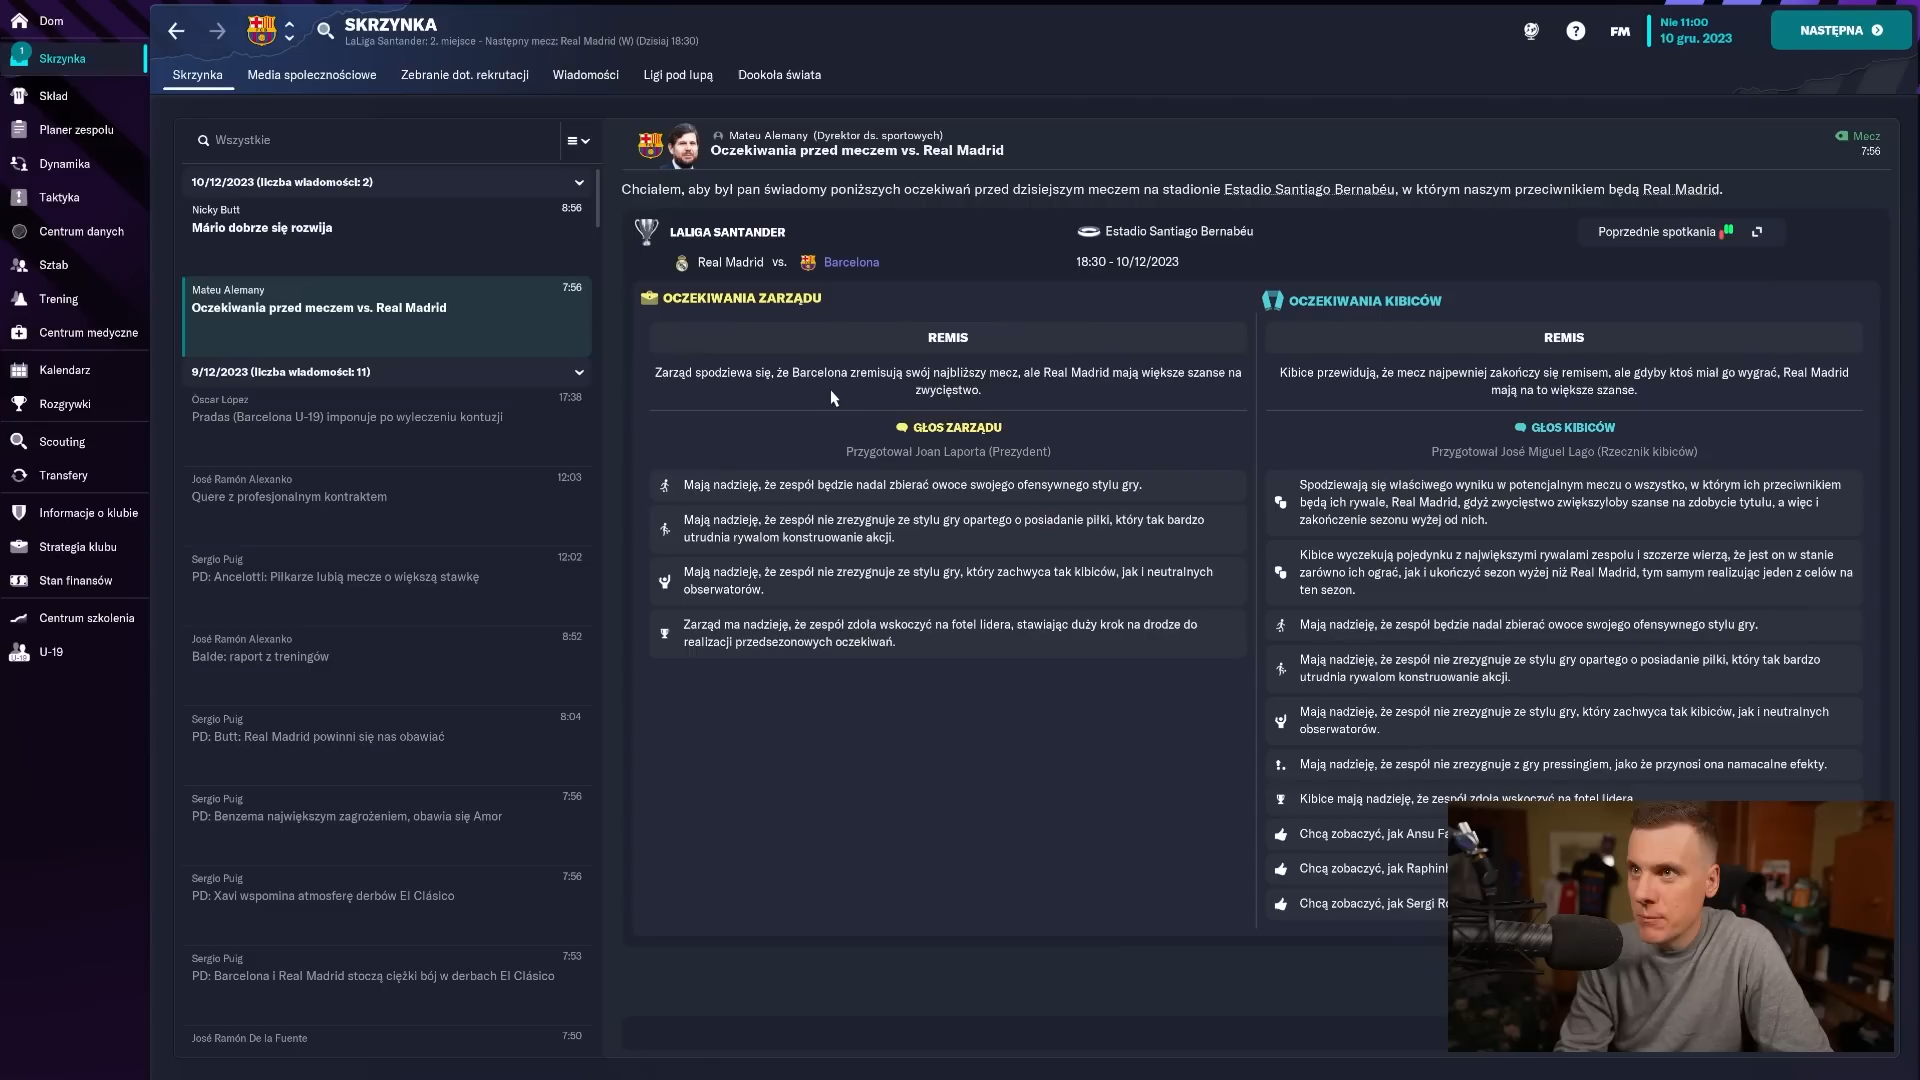 Dom
1
Skrzynka
Skład
Planer zespołu
Dynamika
Taktyka
Centrum danych
Sztab
Trening
Centrum medyczne
Kalendarz
Rozgrywki
Scouting
Transfery
Informacje o klubie
Strategia klubu
Stan finansów
Centrum szkolenia
U-19
SKRZYNKA
LaLiga Santander: 2. miejsce - Następny mecz: Real Madrid (W) (Dzisiaj 18:30)
FM
Nie 11:00
10 gru. 2023
NASTĘPNA
Skrzynka
Media społecznościowe
Zebranie dot. rekrutacji
Wiadomości
Ligi pod lupą
Dookoła świata
Wszystkie
10/12/2023 (liczba wiadomości: 2)
Nicky Butt 8:56
Mário dobrze się rozwija
Mateu Alemany 7:56
Oczekiwania przed meczem vs. Real Madrid
9/12/2023 (liczba wiadomości: 11)
Óscar López 17:38
Pradas (Barcelona U-19) imponuje po wyleczeniu kontuzji
José Ramón Alexanko 12:03
Quere z profesjonalnym kontraktem
Sergio Puig 12:02
PD: Ancelotti: Piłkarze lubią mecze o większą stawkę
José Ramón Alexanko 8:52
Balde: raport z treningów
Sergio Puig 8:04
PD: Butt: Real Madrid powinni się nas obawiać
Sergio Puig 7:56
PD: Benzema największym zagrożeniem, obawia się Amor
Sergio Puig 7:56
PD: Xavi wspomina atmosferę derbów El Clásico
Sergio Puig 7:53
PD: Barcelona i Real Madrid stoczą ciężki bój w derbach El Clásico
José Ramón De la Fuente 7:50
Mateu Alemany (Dyrektor ds. sportowych)
Oczekiwania przed meczem vs. Real Madrid
Mecz
7:56
Chciałem, aby był pan świadomy poniższych oczekiwań przed dzisiejszym meczem na stadionie Estadio Santiago Bernabéu, w którym naszym przeciwnikiem będą Real Madrid.
LALIGA SANTANDER
Real Madrid vs. Barcelona
Estadio Santiago Bernabéu
18:30 - 10/12/2023
Poprzednie spotkania
OCZEKIWANIA ZARZĄDU
REMIS
Zarząd spodziewa się, że Barcelona zremisują swój najbliższy mecz, ale Real Madrid mają większe szanse na
zwycięstwo.
GŁOS ZARZĄDU
Przygotował Joan Laporta (Prezydent)
Mają nadzieję, że zespół będzie nadal zbierać owoce swojego ofensywnego stylu gry.
Mają nadzieję, że zespół nie zrezygnuje ze stylu gry opartego o posiadanie piłki, który tak bardzo
utrudnia rywalom konstruowanie akcji.
Mają nadzieję, że zespół nie zrezygnuje ze stylu gry, który zachwyca tak kibiców, jak i neutralnych
obserwatorów.
Zarząd ma nadzieję, że zespół zdoła wskoczyć na fotel lidera, stawiając duży krok na drodze do
realizacji przedsezonowych oczekiwań.
OCZEKIWANIA KIBICÓW
REMIS
Kibice przewidują, że mecz najpewniej zakończy się remisem, ale gdyby ktoś miał go wygrać, Real Madrid
mają na to większe szanse.
GŁOS KIBICÓW
Przygotował José Miguel Lago (Rzecznik kibiców)
Spodziewają się właściwego wyniku w potencjalnym meczu o wszystko, w którym ich przeciwnikiem
będą ich rywale, Real Madrid, gdyż zwycięstwo zwiększyłoby szanse na zdobycie tytułu, a więc i
zakończenie sezonu wyżej od nich.
Kibice wyczekują pojedynku z największymi rywalami zespołu i szczerze wierzą, że jest on w stanie
zarówno ich ograć, jak i ukończyć sezon wyżej niż Real Madrid, tym samym realizując jeden z celów na
ten sezon.
Mają nadzieję, że zespół będzie nadal zbierać owoce swojego ofensywnego stylu gry.
Mają nadzieję, że zespół nie zrezygnuje ze stylu gry opartego o posiadanie piłki, który tak bardzo
utrudnia rywalom konstruowanie akcji.
Mają nadzieję, że zespół nie zrezygnuje ze stylu gry, który zachwyca tak kibiców, jak i neutralnych
obserwatorów.
Mają nadzieję, że zespół nie zrezygnuje z gry pressingiem, jako że przynosi ona namacalne efekty.
Kibice mają nadzieję, że zespół zdoła wskoczyć na fotel lidera
Chcą zobaczyć, jak Ansu Fa
Chcą zobaczyć, jak Raphinh
Chcą zobaczyć, jak Sergi Ro